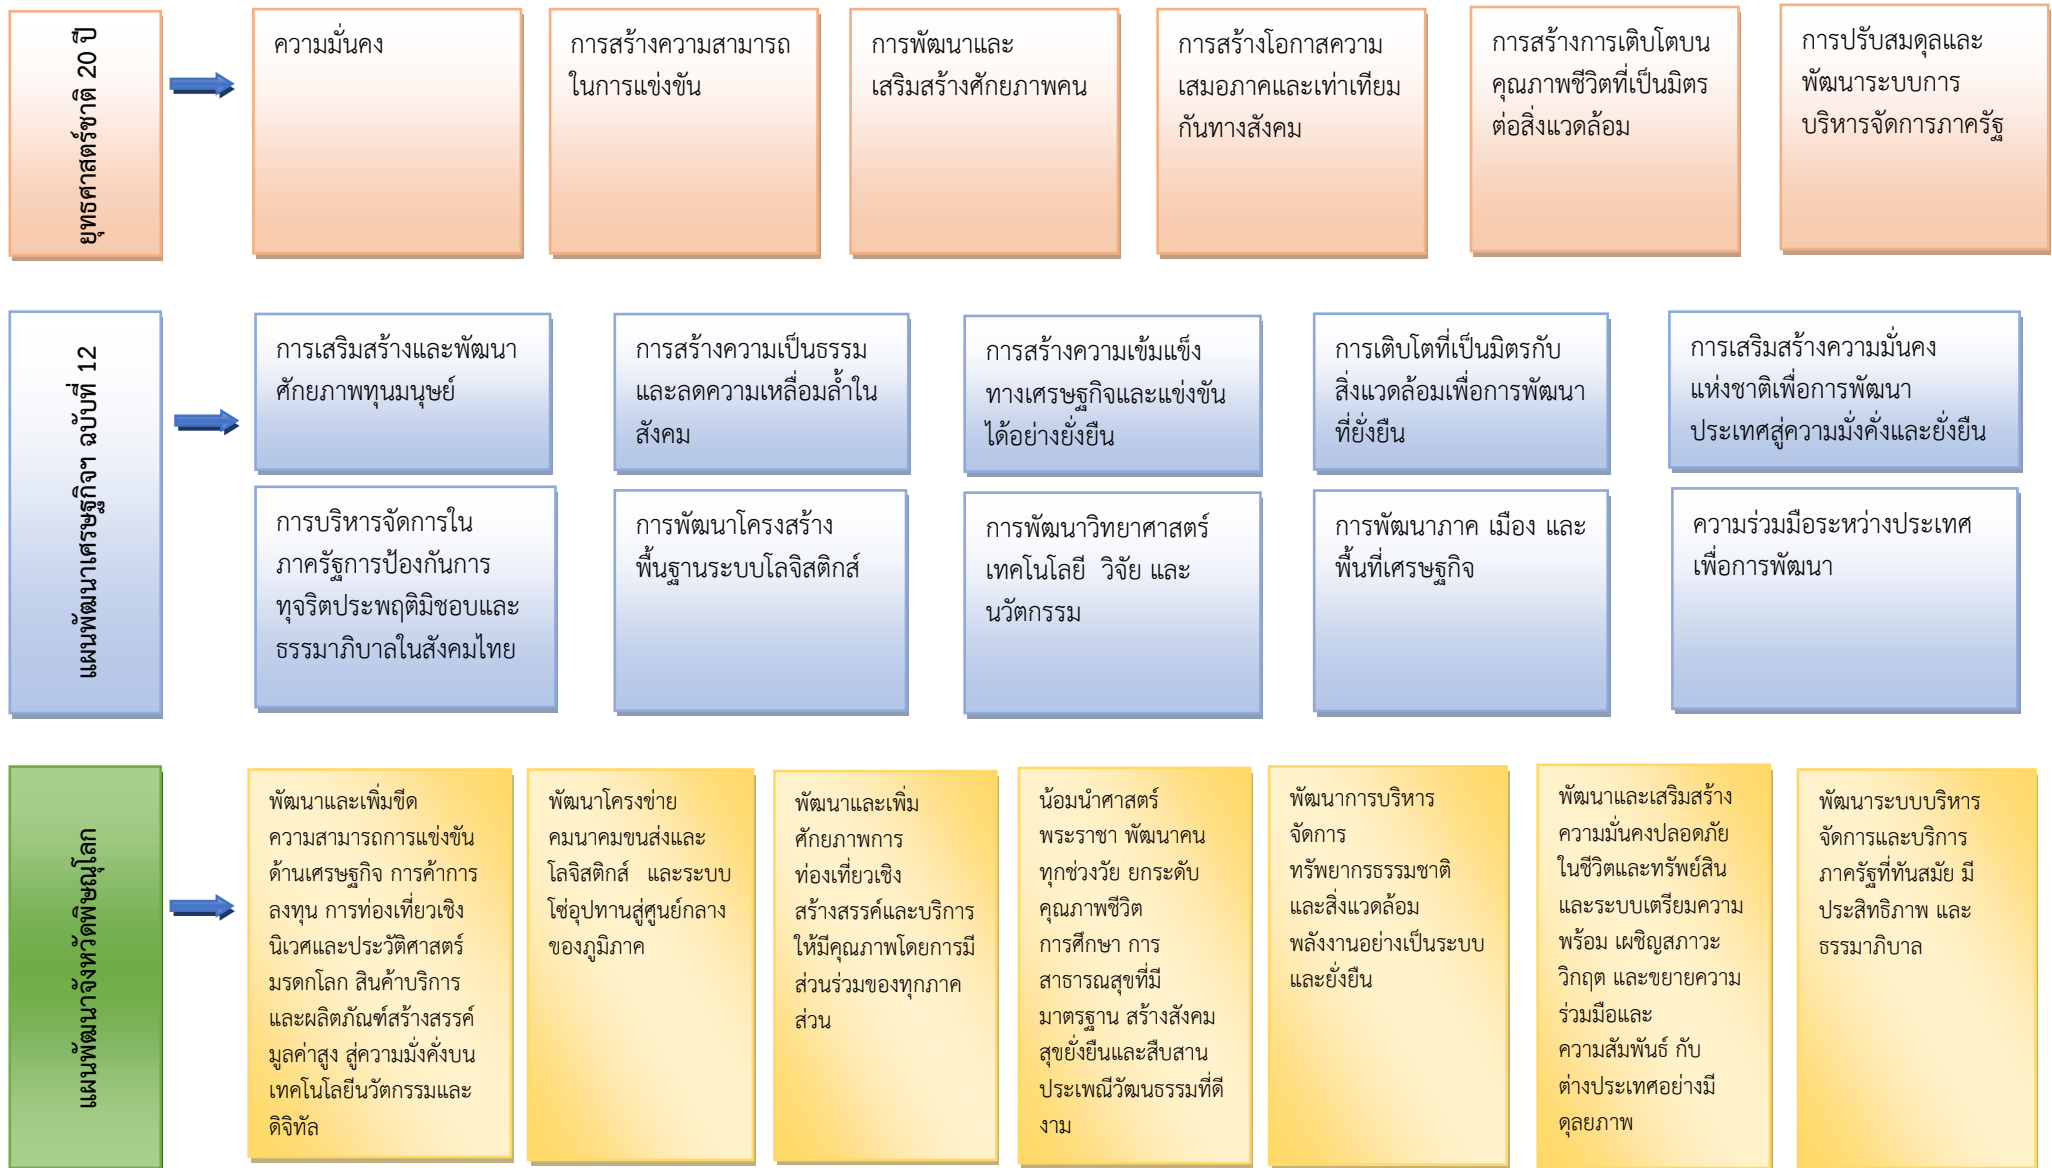 ยุทธศาสตร์ชาติ 20 ปี
ความมั่นคง
การสร้างความสามารถ
ในการแข่งขัน
การพัฒนาและ
เสริมสร้างศักยภาพคน
การสร้างโอกาสความ
เสมอภาคและเท่าเทียม
กันทางสังคม
การสร้างการเติบโตบน
คุณภาพชีวิตที่เป็นมิตร
ต่อสิ่งแวดล้อม
การปรับสมดุลและ
พัฒนาระบบการ
บริหารจัดการภาครัฐ
แผนพัฒนาเศรษฐกิจฯ ฉบับที่ 12
การเสริมสร้างและพัฒนา
ศักยภาพทุนมนุษย์
การสร้างความเป็นธรรม
และลดความเหลื่อมล้ำใน
สังคม
การสร้างความเข้มแข็ง
ทางเศรษฐกิจและแข่งขัน
ได้อย่างยั่งยืน
การเติบโตที่เป็นมิตรกับ
สิ่งแวดล้อมเพื่อการพัฒนา
ที่ยั่งยืน
การเสริมสร้างความมั่นคง
แห่งชาติเพื่อการพัฒนา
ประเทศสู่ความมั่งคั่งและยั่งยืน
การบริหารจัดการใน
ภาครัฐการป้องกันการ
ทุจริตประพฤติมิชอบและ
ธรรมาภิบาลในสังคมไทย
การพัฒนาโครงสร้าง
พื้นฐานระบบโลจิสติกส์
การพัฒนาวิทยาศาสตร์
เทคโนโลยี วิจัย และ
นวัตกรรม
การพัฒนาภาค เมือง และ
พื้นที่เศรษฐกิจ
ความร่วมมือระหว่างประเทศ
เพื่อการพัฒนา
แผนพัฒนาจังหวัดพิษณุโลก
พัฒนาและเพิ่มขีด
ความสามารถการแข่งขัน
ด้านเศรษฐกิจ การค้าการ
ลงทุน การท่องเที่ยวเชิง
นิเวศและประวัติศาสตร์
มรดกโลก สินค้าบริการ
และผลิตภัณฑ์สร้างสรรค์
มูลค่าสูง สู่ความมั่งคั่งบน
เทคโนโลยีนวัตกรรมและ
ดิจิทัล
พัฒนาโครงข่าย
คมนาคมขนส่งและ
โลจิสติกส์ และระบบ
โซ่อุปทานสู่ศูนย์กลาง
ของภูมิภาค
พัฒนาและเพิ่ม
ศักยภาพการ
ท่องเที่ยวเชิง
สร้างสรรค์และบริการ
ให้มีคุณภาพโดยการมี
ส่วนร่วมของทุกภาค
ส่วน
น้อมนำศาสตร์
พระราชา พัฒนาคน
ทุกช่วงวัย ยกระดับ
คุณภาพชีวิต
การศึกษา การ
สาธารณสุขที่มี
มาตรฐาน สร้างสังคม
สุขยั่งยืนและสืบสาน
ประเพณีวัฒนธรรมที่ดี
งาม
พัฒนาการบริหาร
จัดการ
ทรัพยากรธรรมชาติ
และสิ่งแวดล้อม
พลังงานอย่างเป็นระบบ
และยั่งยืน
พัฒนาและเสริมสร้าง
ความมั่นคงปลอดภัย
ในชีวิตและทรัพย์สิน
และระบบเตรียมความ
พร้อม เผชิญสภาวะ
วิกฤต และขยายความ
ร่วมมือและ
ความสัมพันธ์ กับ
ต่างประเทศอย่างมี
ดุลยภาพ
พัฒนาระบบบริหาร
จัดการและบริการ
ภาครัฐที่ทันสมัย มี
ประสิทธิภาพ และ
ธรรมาภิบาล